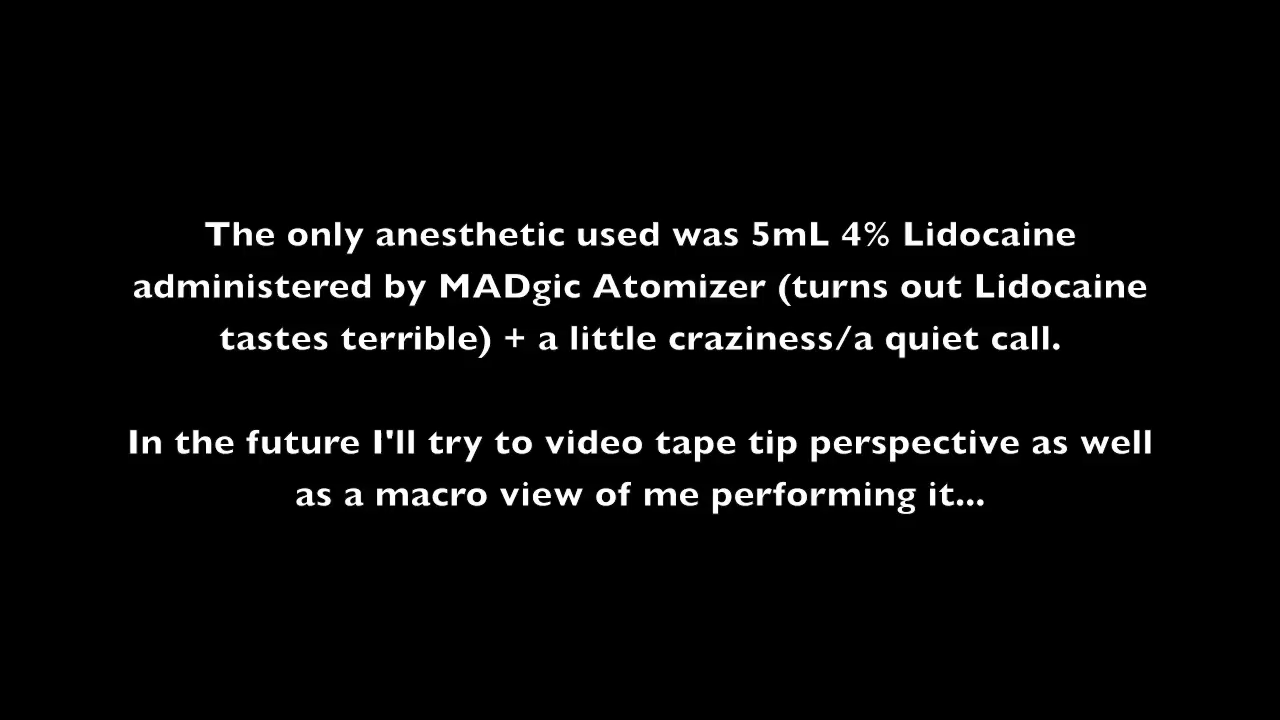 The only anesthetic used was 5mL 4% Lidocaine
administered by MADgic Atomizer (turns out Lidocaine
tastes terrible) + a little craziness/a quiet call.
In the future I'll try to video tape tip perspective as well
as a macro view of me performing it...